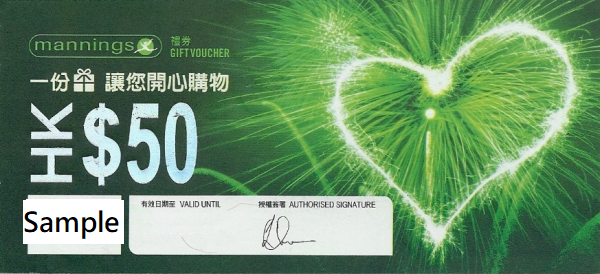 mannings
禮券
GIFT VOUCHER
一份 讓您開心購物
HK $50
Sample
有效日期至 VALID UNTIL
授權簽署 AUTHORISED SIGNATURE